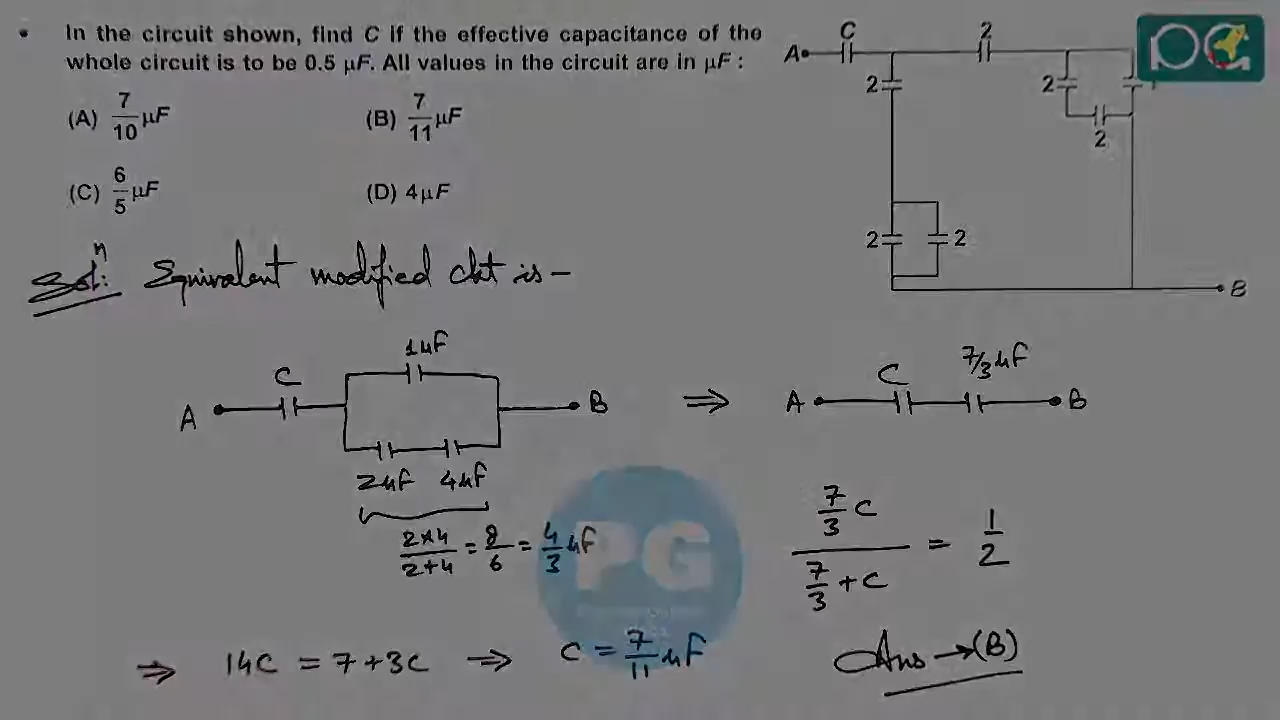 • In the circuit shown, find C if the effective capacitance of the
whole circuit is to be 0.5 μF. All values in the circuit are in μF :
(A) 7/10 μF (B) 7/11 μF
(C) 6/5 μF (D) 4 μF
A C 2
2 2
2
2 2
B
Solⁿ: Equivalent modified ckt is –
1μF
C
A B
2μF 4μF
2×4/2+4 = 8/6 = 4/3 μF
⇒ A C 7/3 μF B
7/3 C / 7/3 + C = 1/2
⇒ 14C = 7+3C ⇒ C = 7/11 μF
Ans → (B)
PG